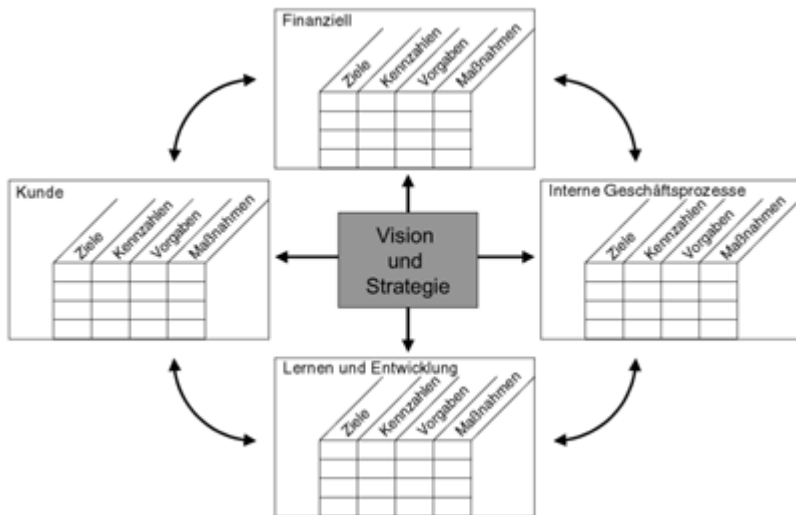 Finanziell
Ziele
Kennzahlen
Vorgaben
Maßnahmen
Kunde
Ziele
Kennzahlen
Vorgaben
Maßnahmen
Vision
und
Strategie
Interne Geschäftsprozesse
Ziele
Kennzahlen
Vorgaben
Maßnahmen
Lernen und Entwicklung
Ziele
Kennzahlen
Vorgaben
Maßnahmen